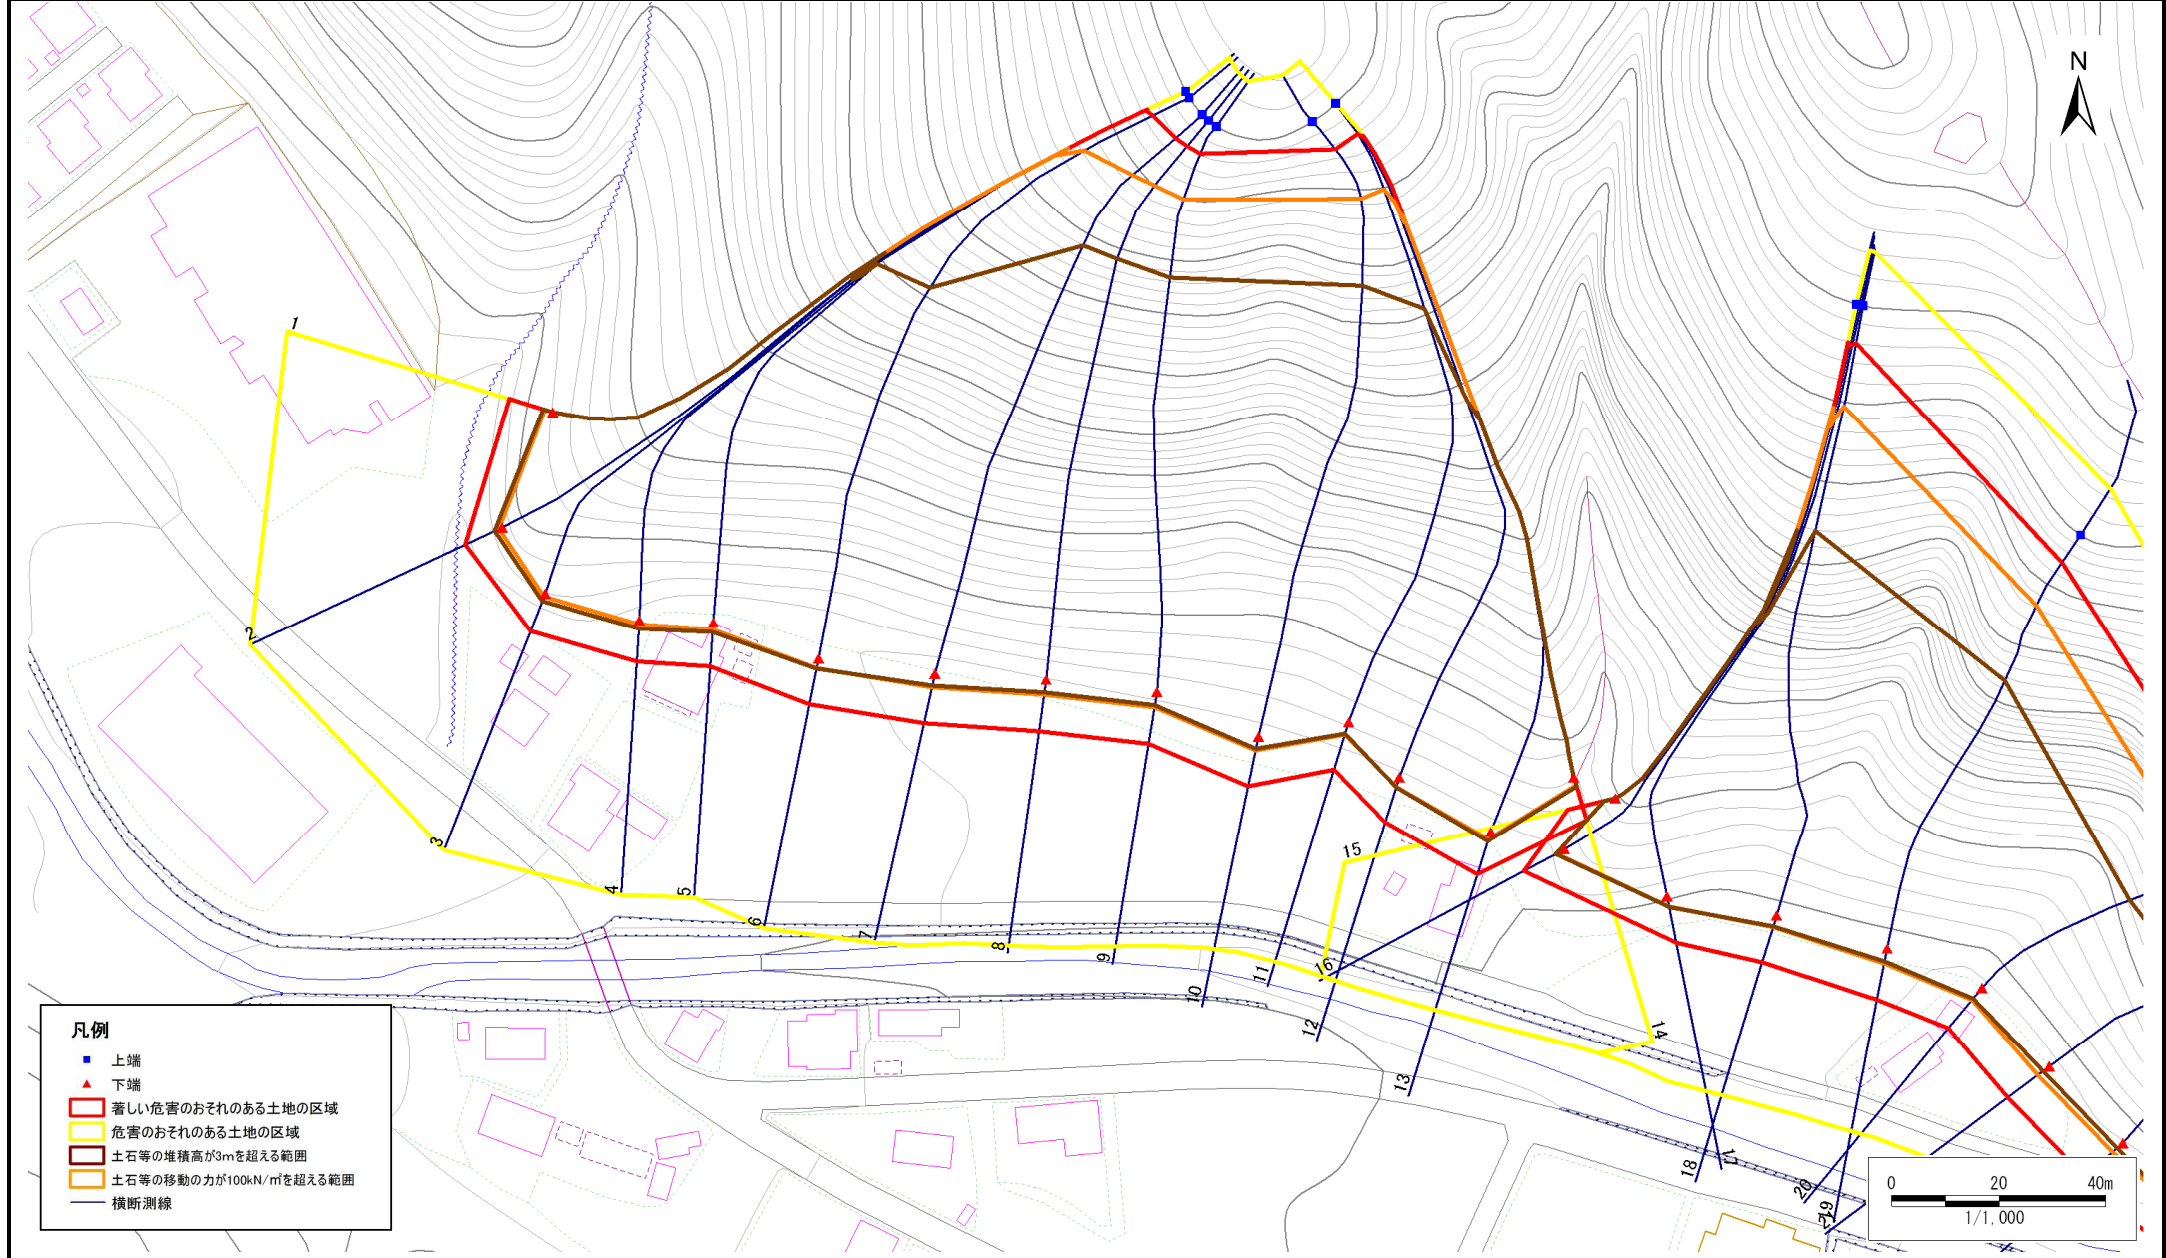 N
1
2
3
4
5
6
7
8
9
10
11
12
13
14
15
16
17
18
19
20
凡例
上端
下端
著しい危害のおそれのある土地の区域
危害のおそれのある土地の区域
土石等の堆積高が3mを超える範囲
土石等の移動の力が100kN/㎡を超える範囲
横断測線
0 20 40m
1/1,000